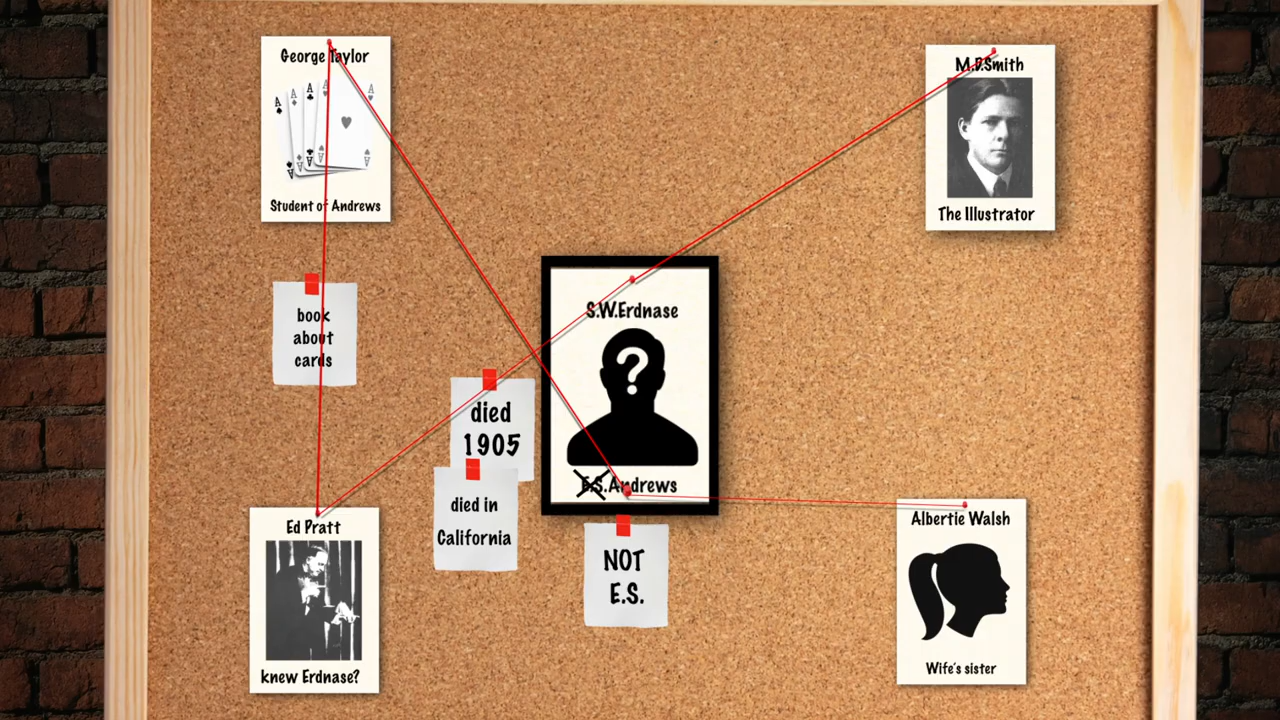 George Taylor
Student of Andrews
M.D.Smith
The Illustrator
book
about
cards
S.W.Erdnase
?
E.S.Andrews
died
1905
died in
California
NOT
E.S.
Ed Pratt
knew Erdnase?
Albertie Walsh
Wife's sister